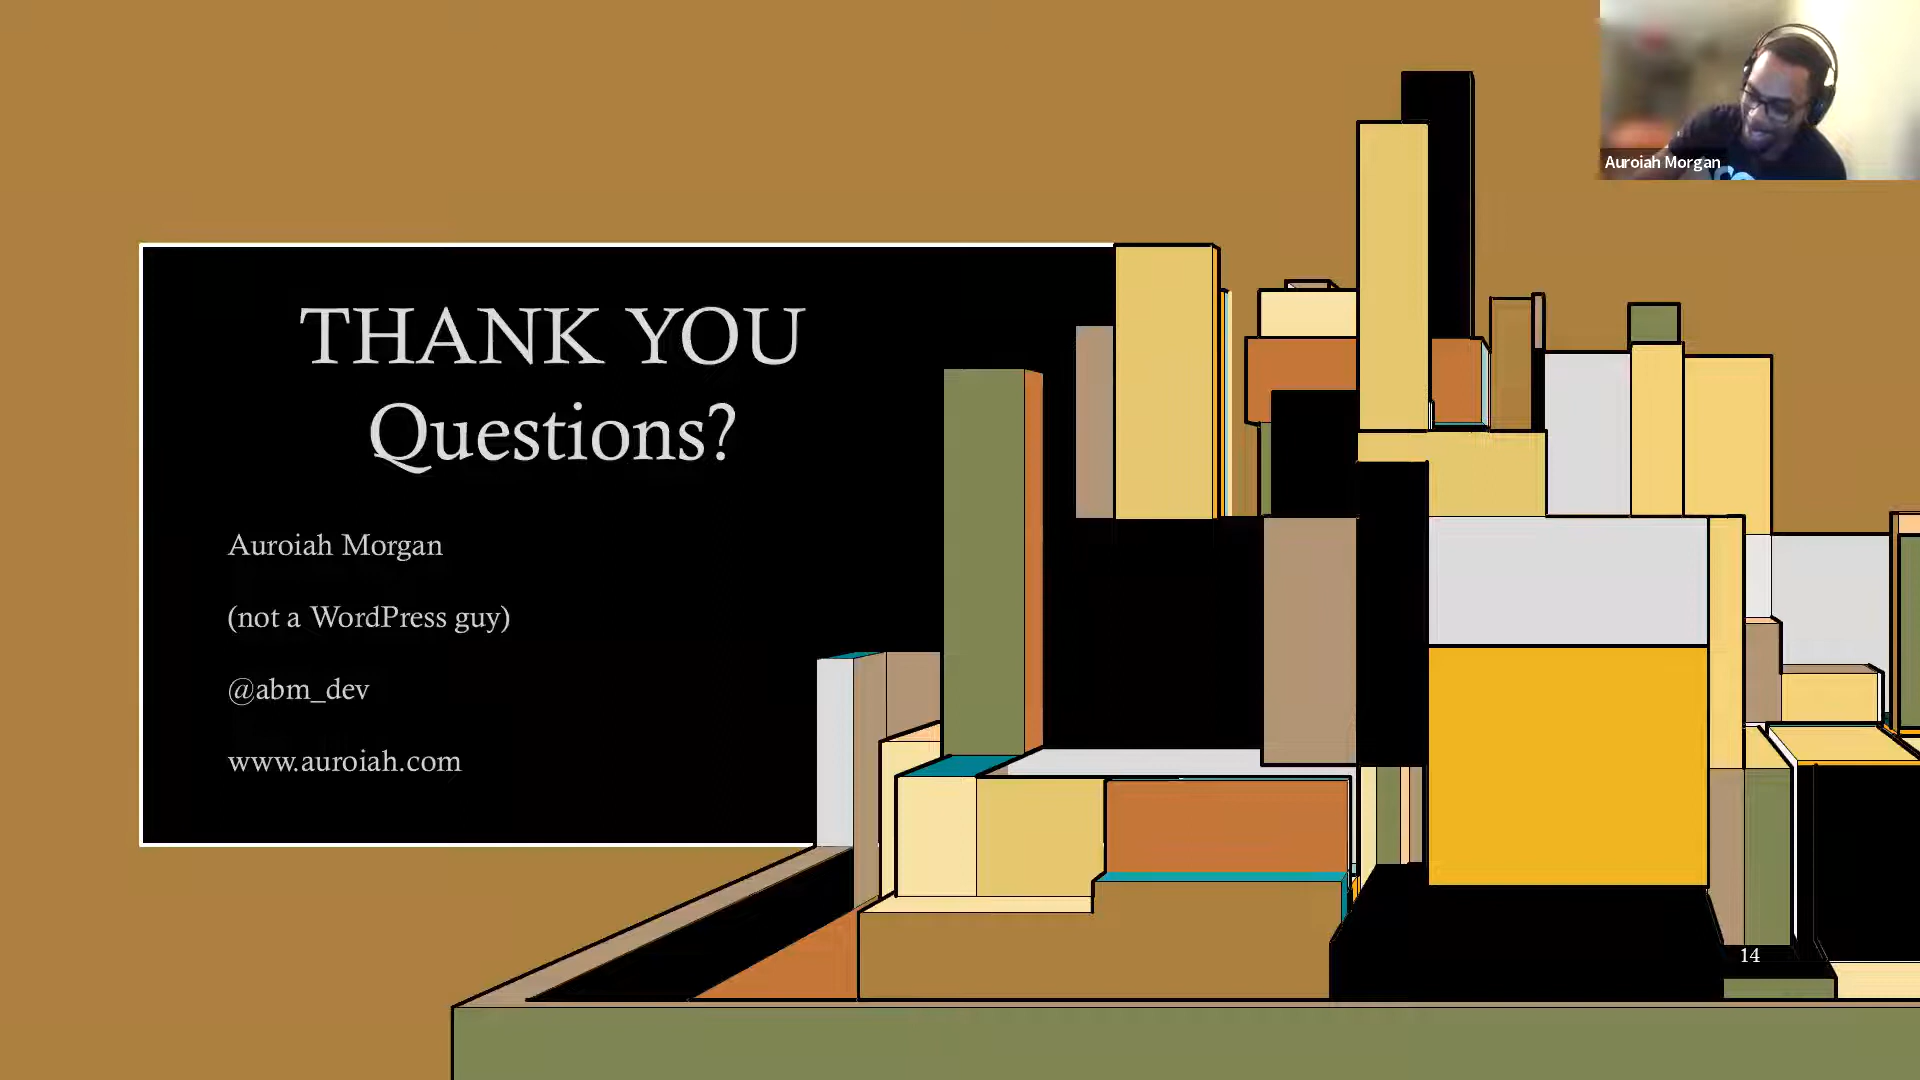 THANK YOU
Questions?
Auroiah Morgan
(not a WordPress guy)
@abm_dev
www.auroiah.com
Auroiah Morgan
14